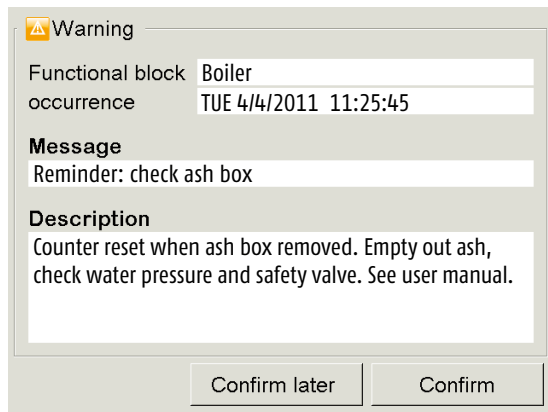 Warning
Functional block Boiler
occurrence TUE 4/4/2011 11:25:45
Message
Reminder: check ash box
Description
Counter reset when ash box removed. Empty out ash,
check water pressure and safety valve. See user manual.
Confirm later Confirm